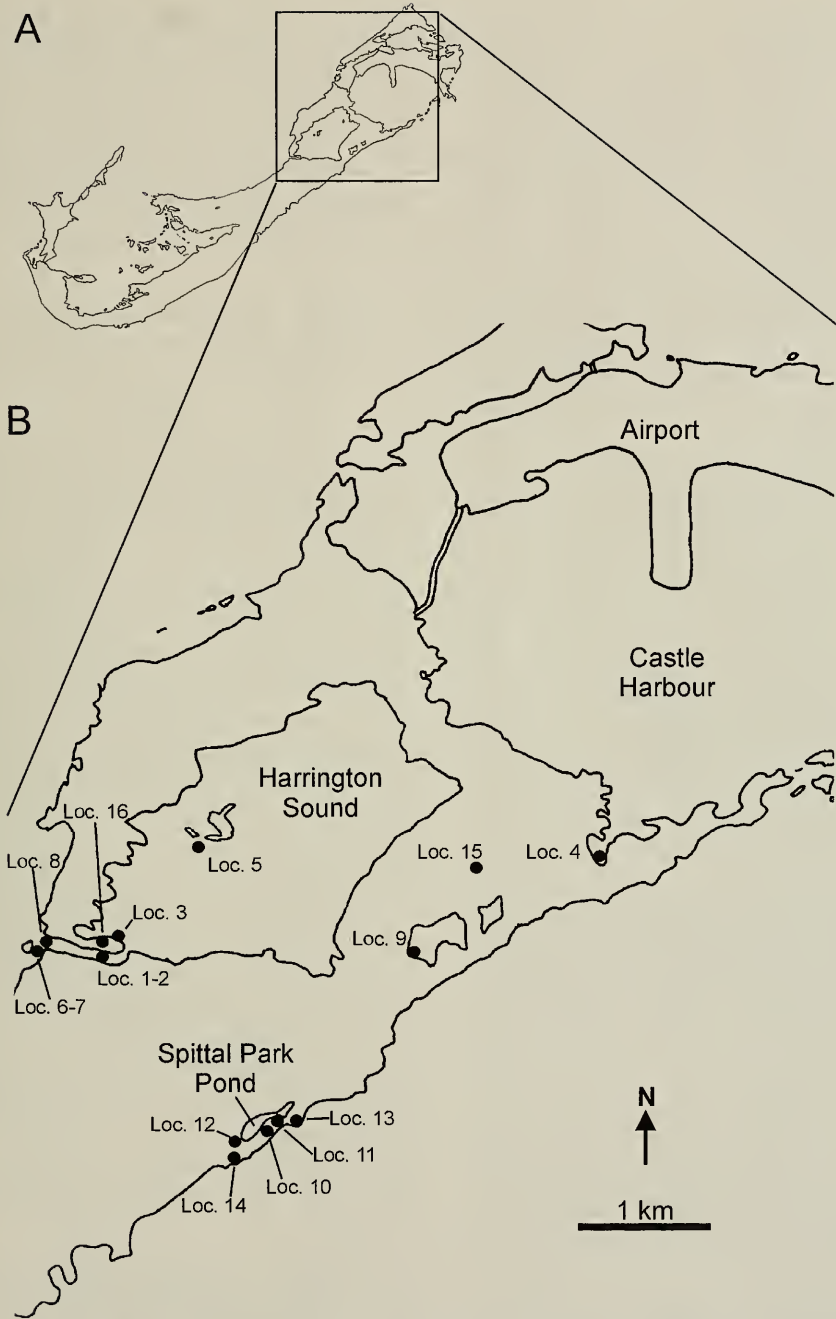 A
B
Airport
Castle
Harbour
Harrington
Sound
Loc. 16
Loc. 5
Loc. 15
Loc. 4
Loc. 8
Loc. 3
Loc. 9
Loc. 1-2
Loc. 6-7
Spittal Park
Pond
N
Loc. 12
Loc. 13
Loc. 11
Loc. 10
Loc. 14
1 km